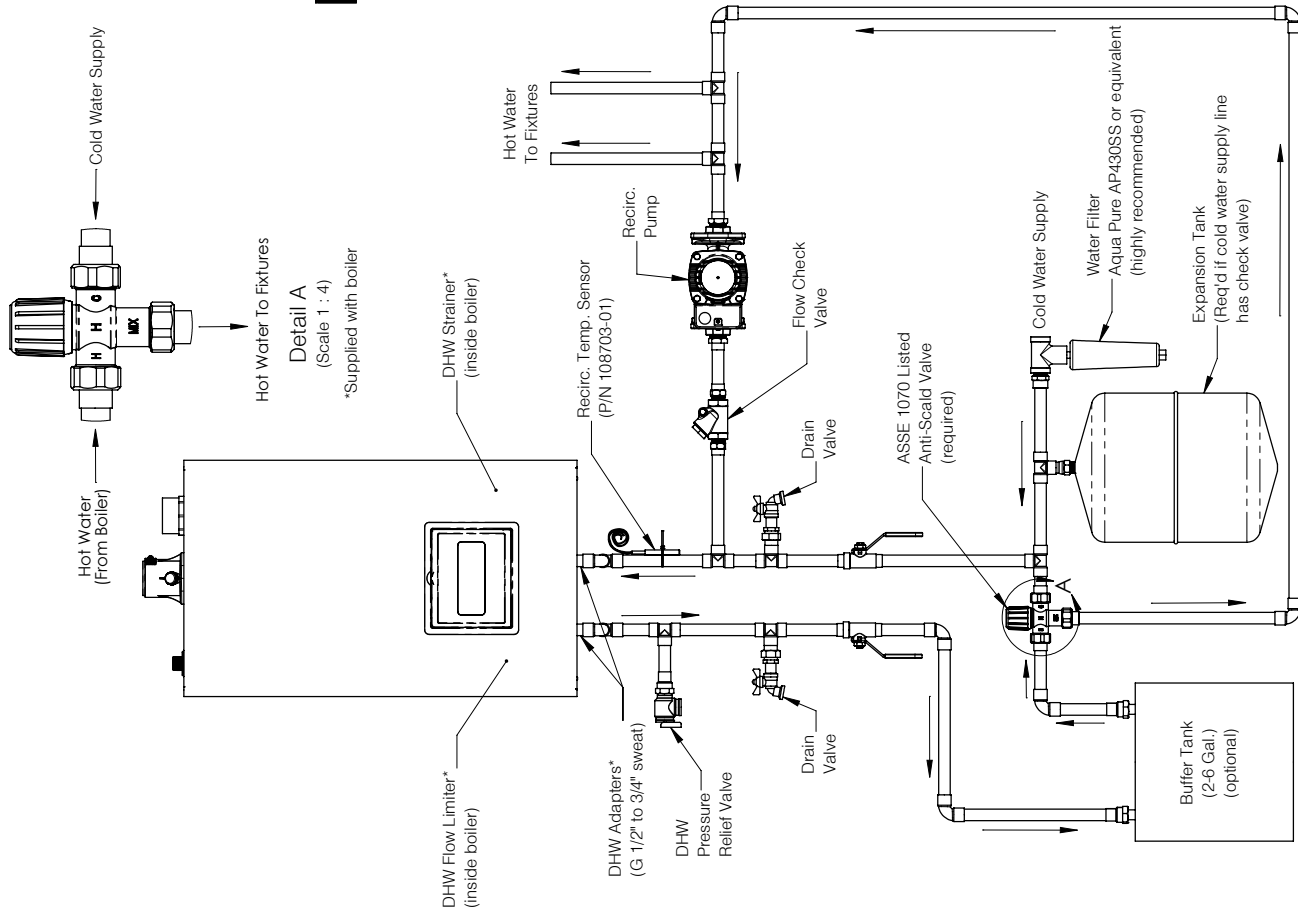 Hot Water
(From Boiler)
Cold Water Supply
H
H
C
MIX
Hot Water To Fixtures
Detail A
(Scale 1 : 4)
*Supplied with boiler
DHW Strainer*
(inside boiler)
DHW Flow Limiter*
(inside boiler)
Recirc. Temp. Sensor
(P/N 108703-01)
DHW Adapters*
(G 1/2" to 3/4" sweat)
DHW
Pressure
Relief Valve
Drain
Valve
Drain
Valve
Flow Check
Valve
Recirc.
Pump
Hot Water
To Fixtures
ASSE 1070 Listed
Anti-Scald Valve
(required)
A
Cold Water Supply
Water Filter
Aqua Pure AP430SS or equivalent
(highly recommended)
Expansion Tank
(Req'd if cold water supply line
has check valve)
Buffer Tank
(2-6 Gal.)
(optional)